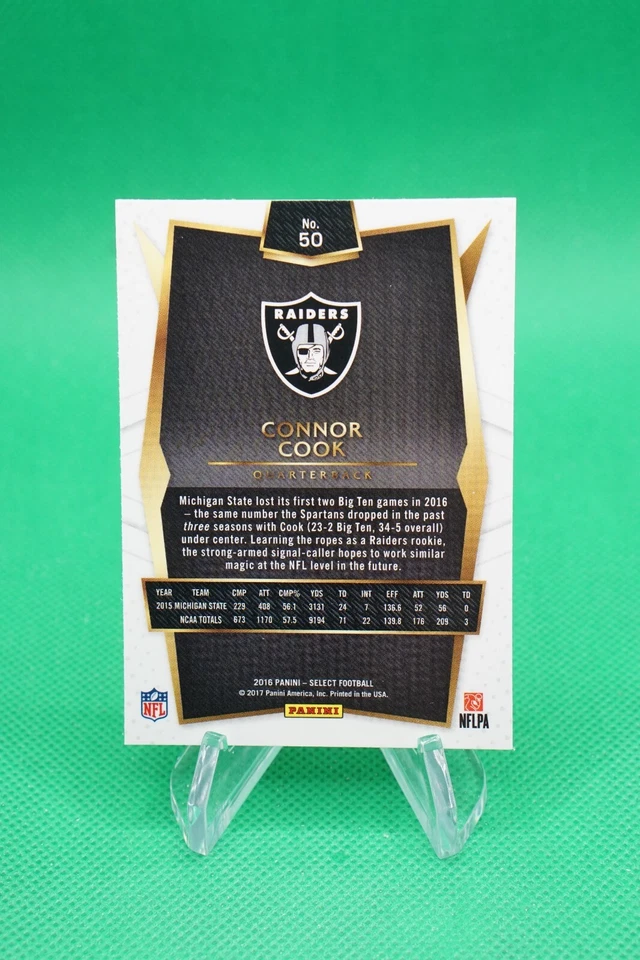 No.
50
RAIDERS
CONNOR
COOK
QUARTERBACK
Michigan State lost its first two Big Ten games in 2016
– the same number the Spartans dropped in the past
three seasons with Cook (23-2 Big Ten, 34-5 overall)
under center. Learning the ropes as a Raiders rookie,
the strong-armed signal-caller hopes to work similar
magic at the NFL level in the future.
YEAR TEAM CMP ATT CMP% YDS TD INT EFF ATT YDS TD
2015 MICHIGAN STATE 229 408 56.1 3131 24 7 136.6 52 56 0
NCAA TOTALS 673 1170 57.5 9194 71 22 139.8 176 209 3
2016 PANINI – SELECT FOOTBALL
© 2017 Panini America, Inc. Printed in the USA.
NFL
PANINI
NFLPA